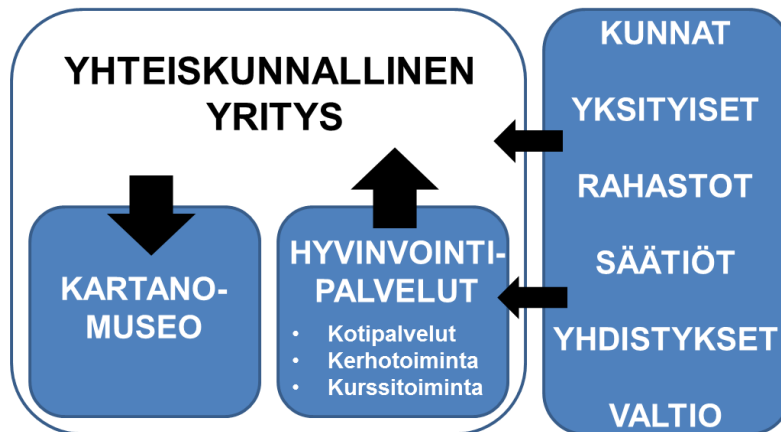 YHTEISKUNNALLINEN
YRITYS
KARTANO-
MUSEO
HYVINVOINTI-
PALVELUT
• Kotipalvelut
• Kerhotoiminta
• Kurssitoiminta
KUNNAT
YKSITYISET
RAHASTOT
SÄÄTIÖT
YHDISTYKSET
VALTIO